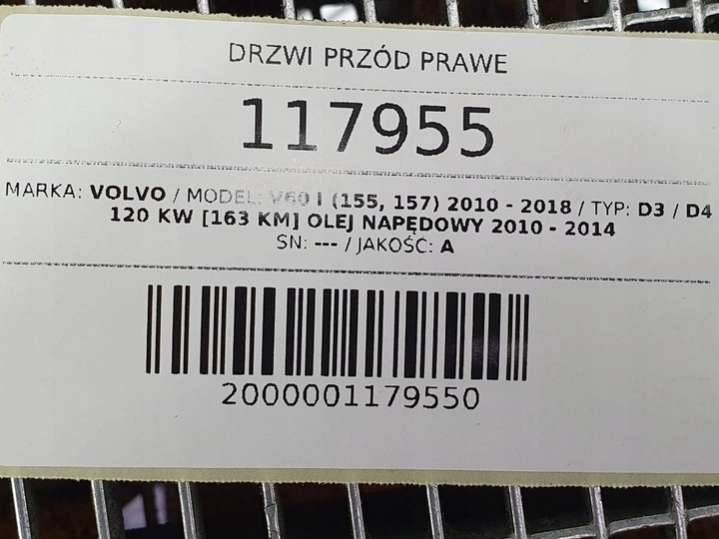 DRZWI PRZÓD PRAWE
117955
MARKA: VOLVO / MODEL: V60 I (155, 157) 2010 - 2018 / TYP: D3 / D4
120 KW [163 KM] OLEJ NAPĘDOWY 2010 - 2014
SN: --- / JAKOŚĆ: A
2000001179550